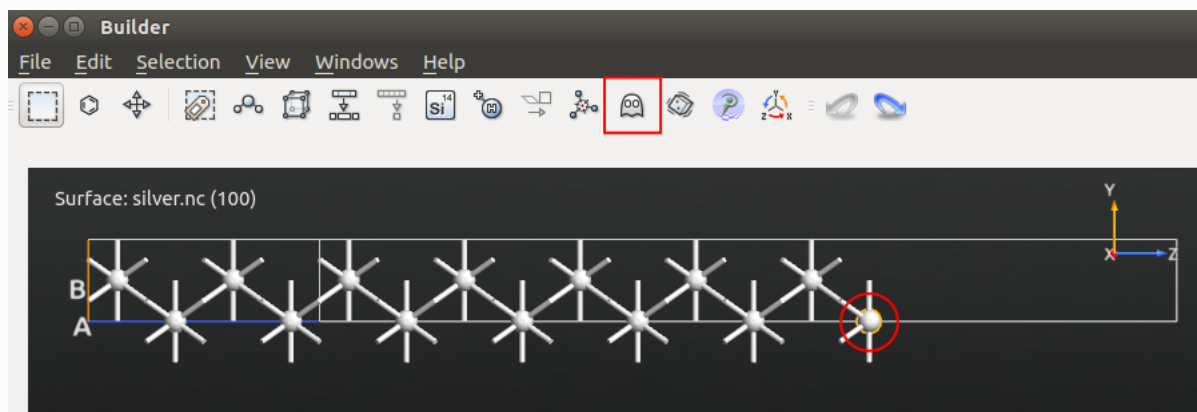 Builder
File Edit Selection View Windows Help
Si 14
H
z y x
Surface: silver.nc (100)
Y
X Z
B
A